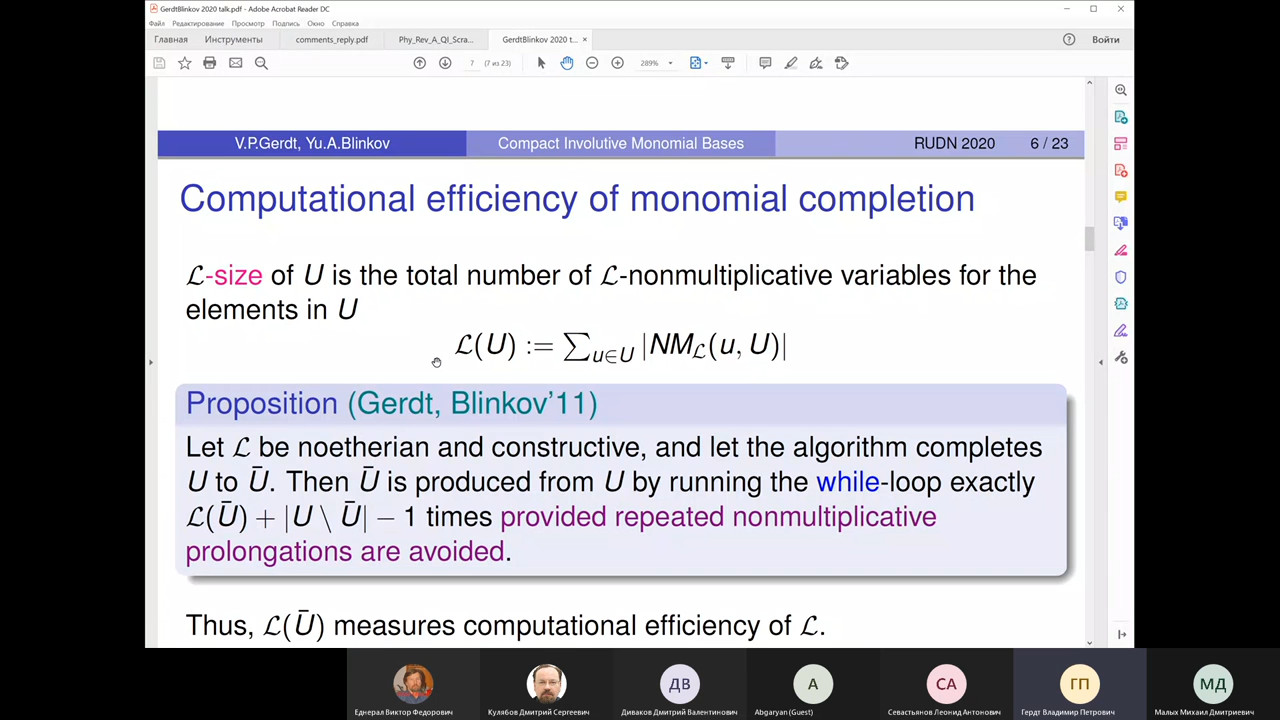 GerdtBlinkov 2020 talk.pdf - Adobe Acrobat Reader DC
Файл Редактирование Просмотр Подпись Окно Справка
Главная Инструменты comments_reply.pdf Phy_Rev_A_QI_Scra... GerdtBlinkov 2020 t... × Войти
7 (7 из 23) 289%
V.P.Gerdt, Yu.A.Blinkov Compact Involutive Monomial Bases RUDN 2020 6 / 23
Computational efficiency of monomial completion
ℒ-size of U is the total number of ℒ-nonmultiplicative variables for the
elements in U
ℒ(U) := ∑u∈U |NMℒ(u, U)|
Proposition (Gerdt, Blinkov'11)
Let ℒ be noetherian and constructive, and let the algorithm completes
U to Ū. Then Ū is produced from U by running the while-loop exactly
ℒ(Ū) + |U \ Ū| − 1 times provided repeated nonmultiplicative
prolongations are avoided.
Thus, ℒ(Ū) measures computational efficiency of ℒ.
ДВ А СА ГП МД
Еднерал Виктор Федорович Кулябов Дмитрий Сергеевич Диваков Дмитрий Валентинович Abgaryan (Guest) Севастьянов Леонид Антонович Гердт Владимир Петрович Малых Михаил Дмитриевич